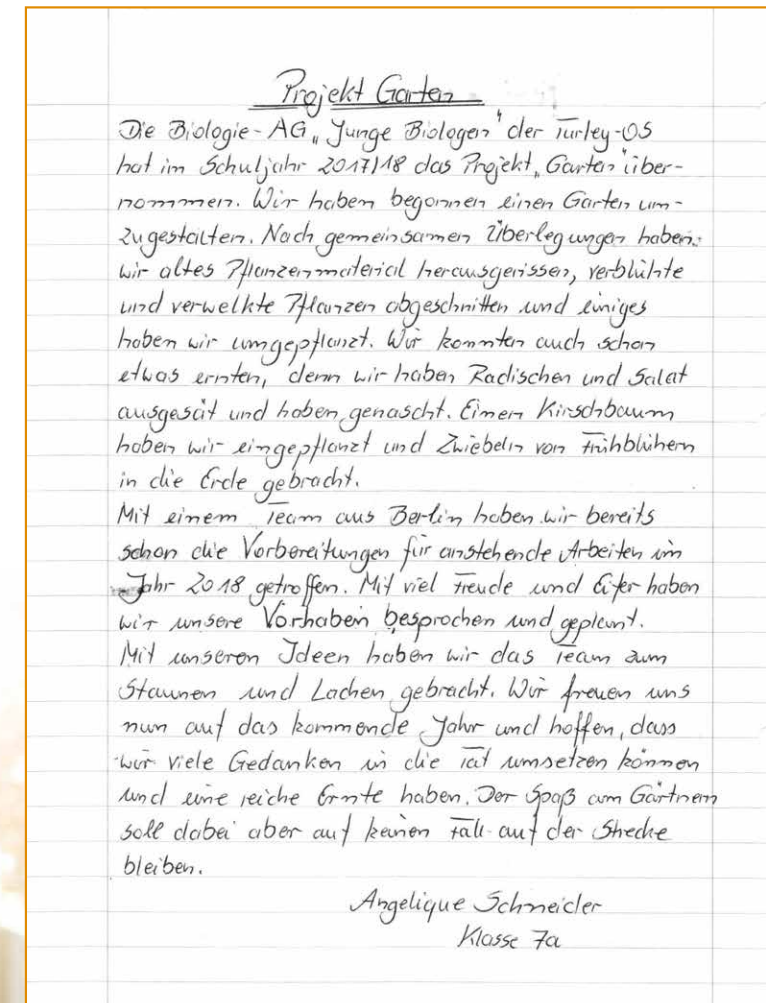 Projekt Garten
Die Biologie-AG „Junge Biologen“ der Turley-OS
hat im Schuljahr 2017/18 das Projekt „Garten“ über-
nommen. Wir haben begonnen einen Garten um-
zugestalten. Nach gemeinsamen Überlegungen haben
wir altes Pflanzenmaterial herausgerissen, verblühte
und verwelkte Pflanzen abgeschnitten und einiges
haben wir umgepflanzt. Wir konnten auch schon
etwas ernten, denn wir haben Radischen und Salat
ausgesät und haben genascht. Einen Kirschbaum
haben wir eingepflanzt und Zwiebeln von Frühblühern
in die Erde gebracht.
Mit einem Team aus Berlin haben wir bereits
schon die Vorbereitungen für anstehende Arbeiten im
Jahr 2018 getroffen. Mit viel Freude und Eifer haben
wir unsere Vorhaben besprochen und geplant.
Mit unseren Ideen haben wir das Team zum
Staunen und Lachen gebracht. Wir freuen uns
nun auf das kommende Jahr und hoffen, dass
wir viele Gedanken in die Tat umsetzen können
und eine reiche Ernte haben. Der Spaß am Gärtnern
soll dabei aber auf keinen Fall auf der Strecke
bleiben.
Angelique Schneider
Klasse 7a